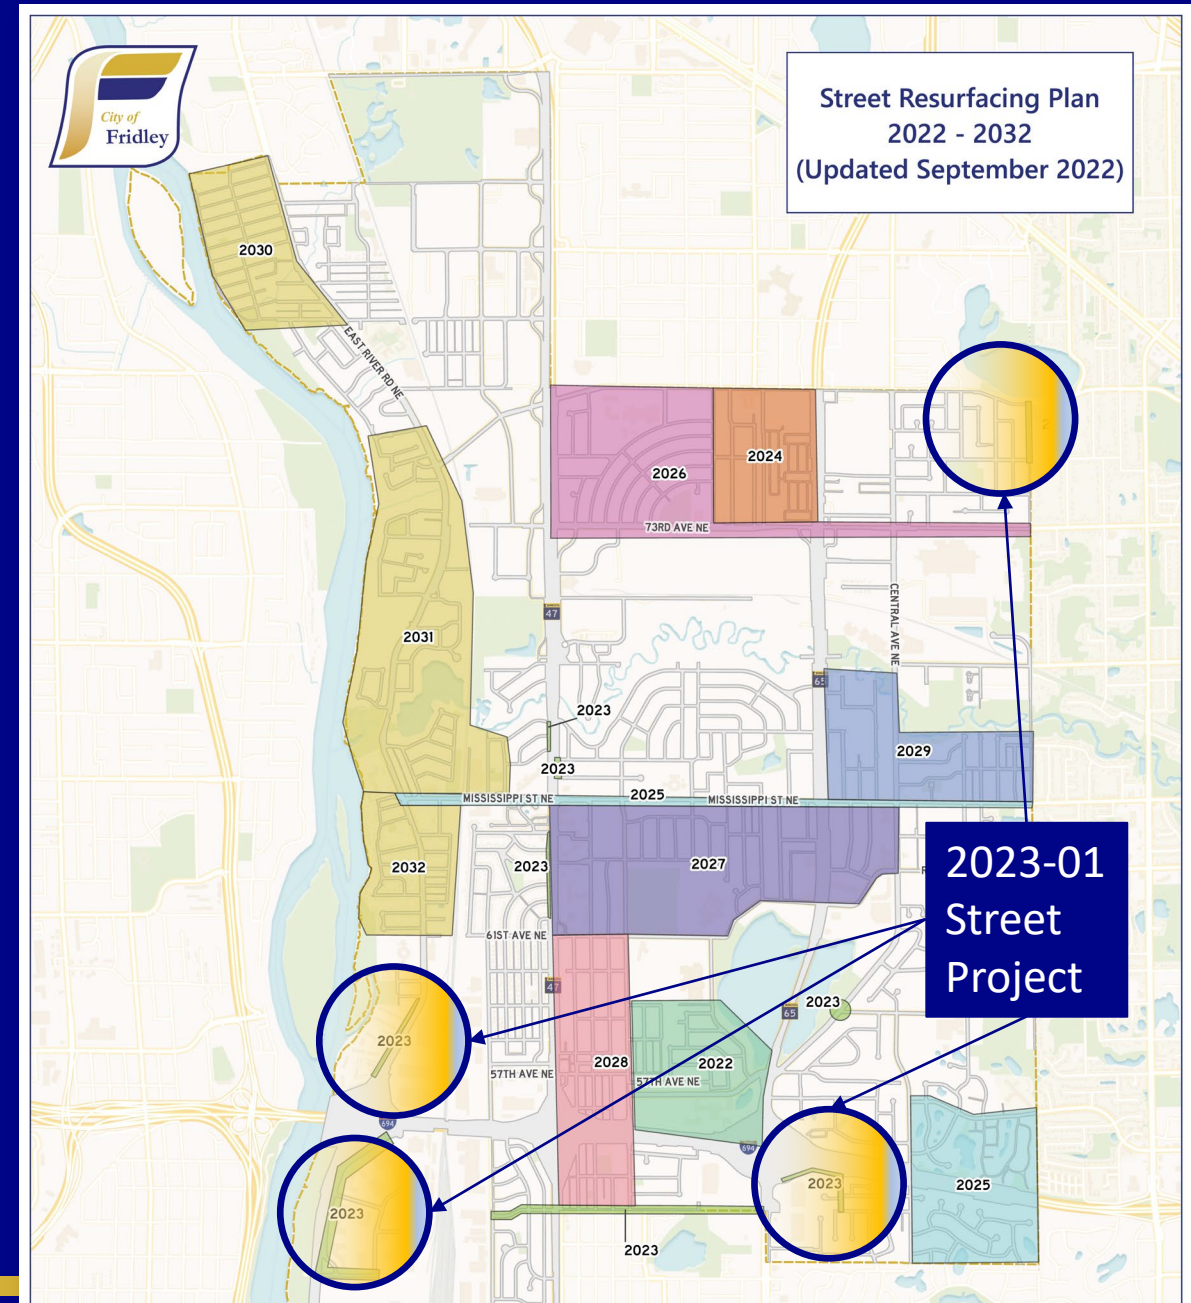 City of
Fridley
Street Resurfacing Plan
2022 - 2032
(Updated September 2022)
2030
EAST RIVER RD NE
2026
2024
73RD AVE NE
CENTRAL AVE NE
47
2031
65
2023
2029
2023
MISSISSIPPI ST NE
2025
MISSISSIPPI ST NE
2032
2023
2027
2023-01
Street
Project
61ST AVE NE
47
2023
65
2023
2028
2022
57TH AVE NE
57TH AVE NE
694
694
2023
2023
2025
2023